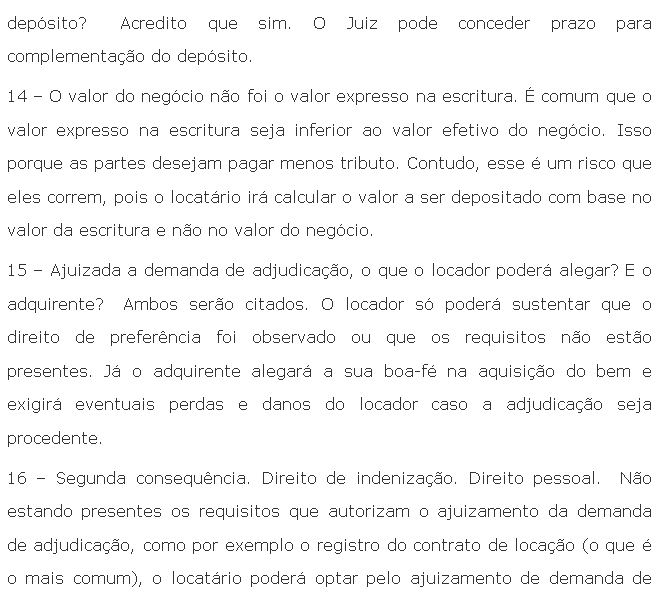 depósito? Acredito que sim. O Juiz pode conceder prazo para
complementação do depósito.
14 – O valor do negócio não foi o valor expresso na escritura. É comum que o
valor expresso na escritura seja inferior ao valor efetivo do negócio. Isso
porque as partes desejam pagar menos tributo. Contudo, esse é um risco que
eles correm, pois o locatário irá calcular o valor a ser depositado com base no
valor da escritura e não no valor do negócio.
15 – Ajuizada a demanda de adjudicação, o que o locador poderá alegar? E o
adquirente? Ambos serão citados. O locador só poderá sustentar que o
direito de preferência foi observado ou que os requisitos não estão
presentes. Já o adquirente alegará a sua boa-fé na aquisição do bem e
exigirá eventuais perdas e danos do locador caso a adjudicação seja
procedente.
16 – Segunda consequência. Direito de indenização. Direito pessoal. Não
estando presentes os requisitos que autorizam o ajuizamento da demanda
de adjudicação, como por exemplo o registro do contrato de locação (o que é
o mais comum), o locatário poderá optar pelo ajuizamento de demanda de